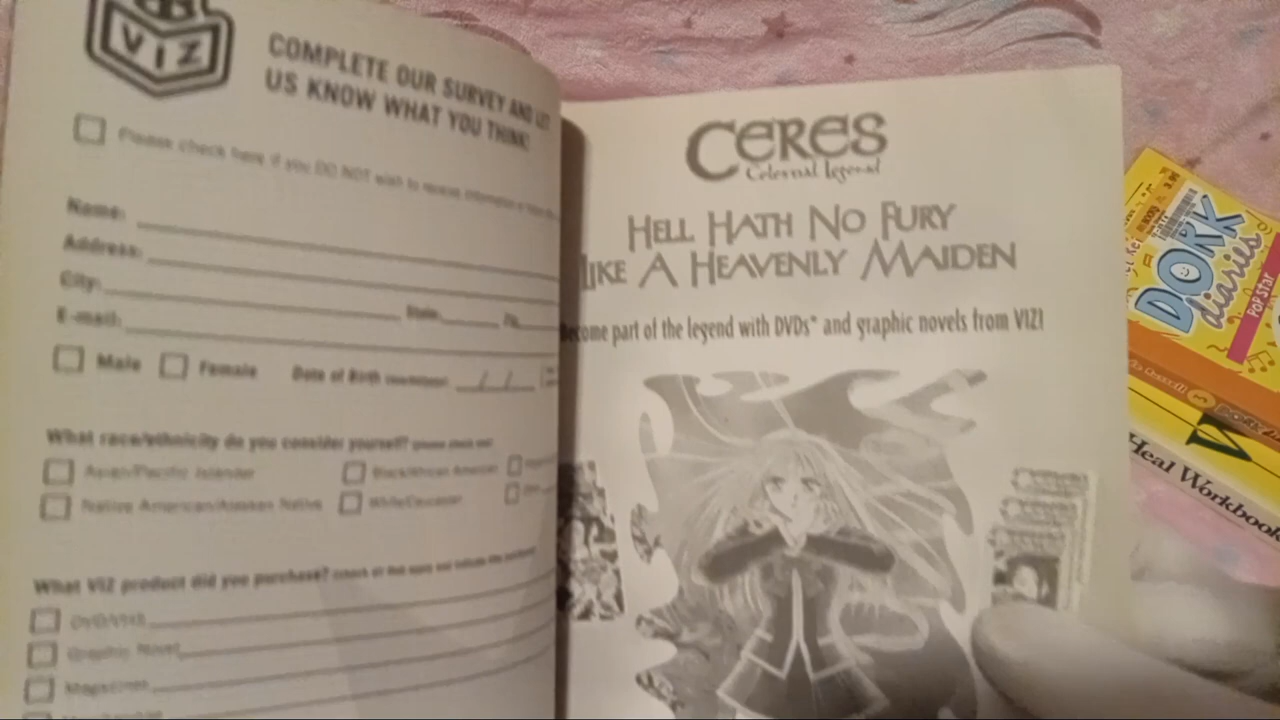 VIZ
COMPLETE OUR SURVEY AND LET
US KNOW WHAT YOU THINK!
Please check here if you DO NOT wish to receive information
Name:
Address:
City: State: Zip
E-mail:
Male Female Date of Birth
What race/ethnicity do you consider yourself?
Asian/Pacific Islander Black/African American
Native American/Alaskan Native White/Caucasian
What VIZ product did you purchase?
DVD/VHS
Graphic Novel
Magazines
CERES
Celestial Legend
HELL HATH NO FURY
LIKE A HEAVENLY MAIDEN
Become part of the legend with DVDs* and graphic novels from VIZ!
DORK
diaries
Pop Star
Heal Workbook